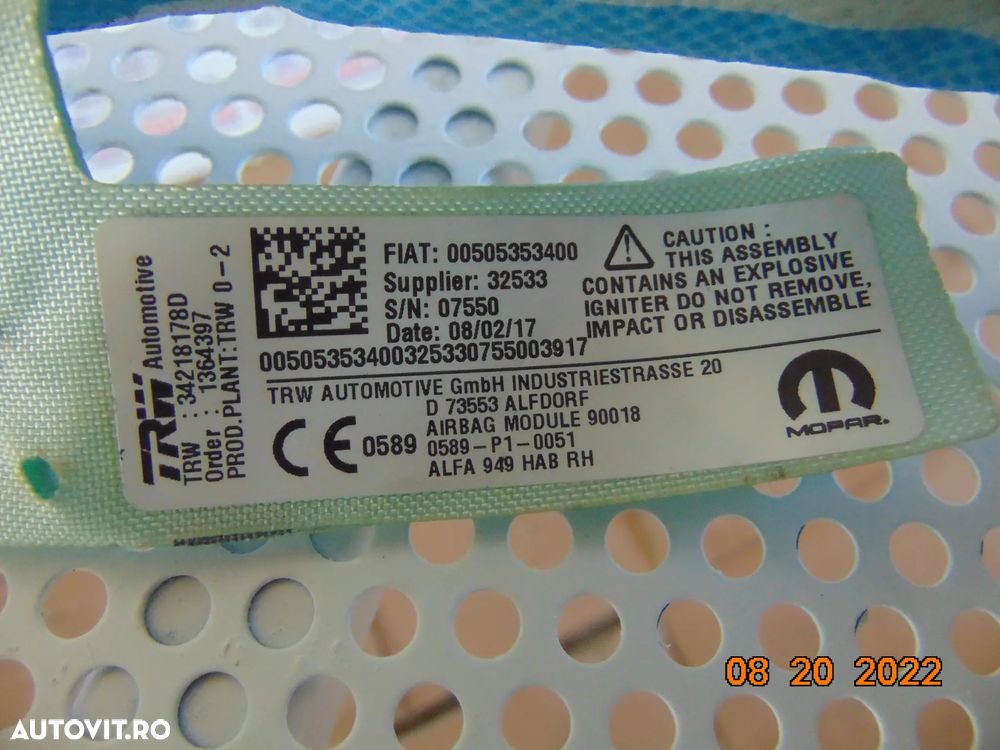 TRW Automotive
TRW : 34218178D
Order : 1364397
PROD.PLANT:TRW 0-2
FIAT: 00505353400
Supplier: 32533
S/N: 07550
Date: 08/02/17
00505353400325330755003917
CAUTION :
THIS ASSEMBLY
CONTAINS AN EXPLOSIVE
IGNITER DO NOT REMOVE,
IMPACT OR DISASSEMBLE
TRW AUTOMOTIVE GmbH INDUSTRIESTRASSE 20
D 73553 ALFDORF
AIRBAG MODULE 90018
CE 0589 0589-P1-0051
ALFA 949 HAB RH
MOPAR.
08 20 2022
AUTOVIT.RO